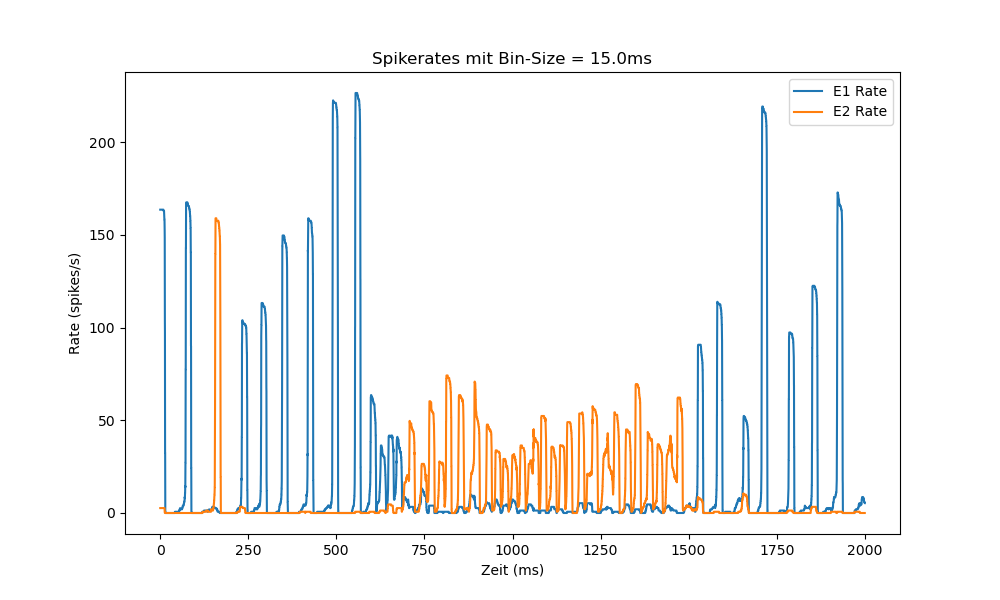 Spikerates mit Bin-Size = 15.0ms
E1 Rate
E2 Rate
Rate (spikes/s)
200
150
100
50
0
0 250 500 750 1000 1250 1500 1750 2000
Zeit (ms)